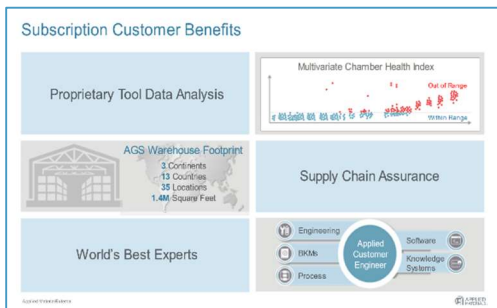 Subscription Customer Benefits
Proprietary Tool Data Analysis
Multivariate Chamber Health Index
Out of Range
Within Range
AGS Warehouse Footprint
3 Continents
13 Countries
35 Locations
1.4M Square Feet
Supply Chain Assurance
World's Best Experts
Engineering
BKMs
Process
Applied
Customer
Engineer
Software
Knowledge
Systems
APPLIED
MATERIALS